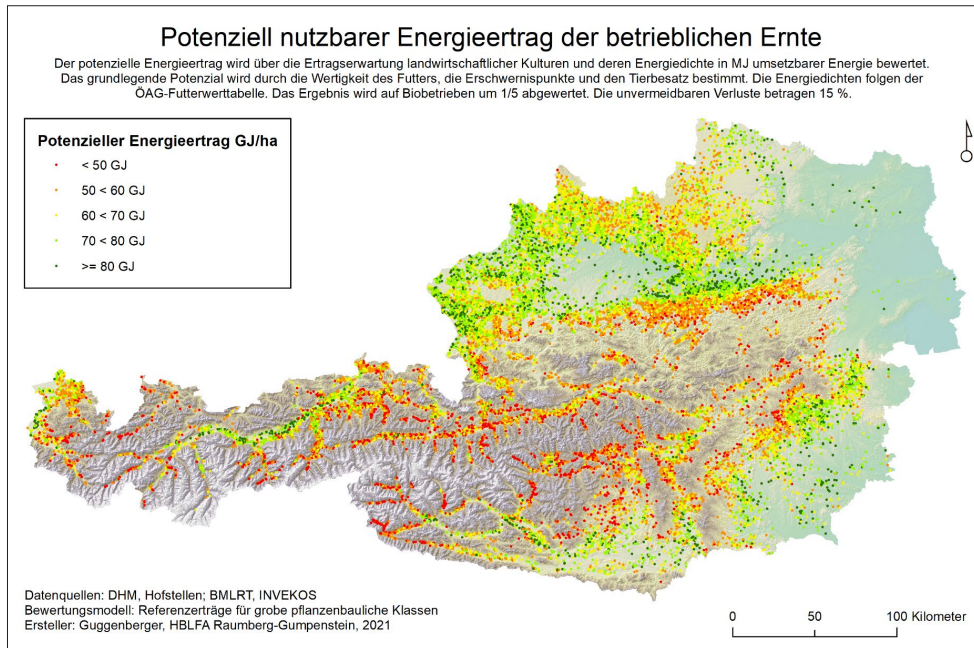 Potenziell nutzbarer Energieertrag der betrieblichen Ernte
Der potenzielle Energieertrag wird über die Ertragserwartung landwirtschaftlicher Kulturen und deren Energiedichte in MJ umsetzbarer Energie bewertet.
Das grundlegende Potenzial wird durch die Wertigkeit des Futters, die Erschwernispunkte und den Tierbesatz bestimmt. Die Energiedichten folgen der
ÖAG-Futterwerttabelle. Das Ergebnis wird auf Biobetrieben um 1/5 abgewertet. Die unvermeidbaren Verluste betragen 15 %.
Potenzieller Energieertrag GJ/ha
< 50 GJ
50 < 60 GJ
60 < 70 GJ
70 < 80 GJ
>= 80 GJ
Datenquellen: DHM, Hofstellen; BMLRT, INVEKOS
Bewertungsmodell: Referenzerträge für grobe pflanzenbauliche Klassen
Ersteller: Guggenberger, HBLFA Raumberg-Gumpenstein, 2021
0 50 100 Kilometer